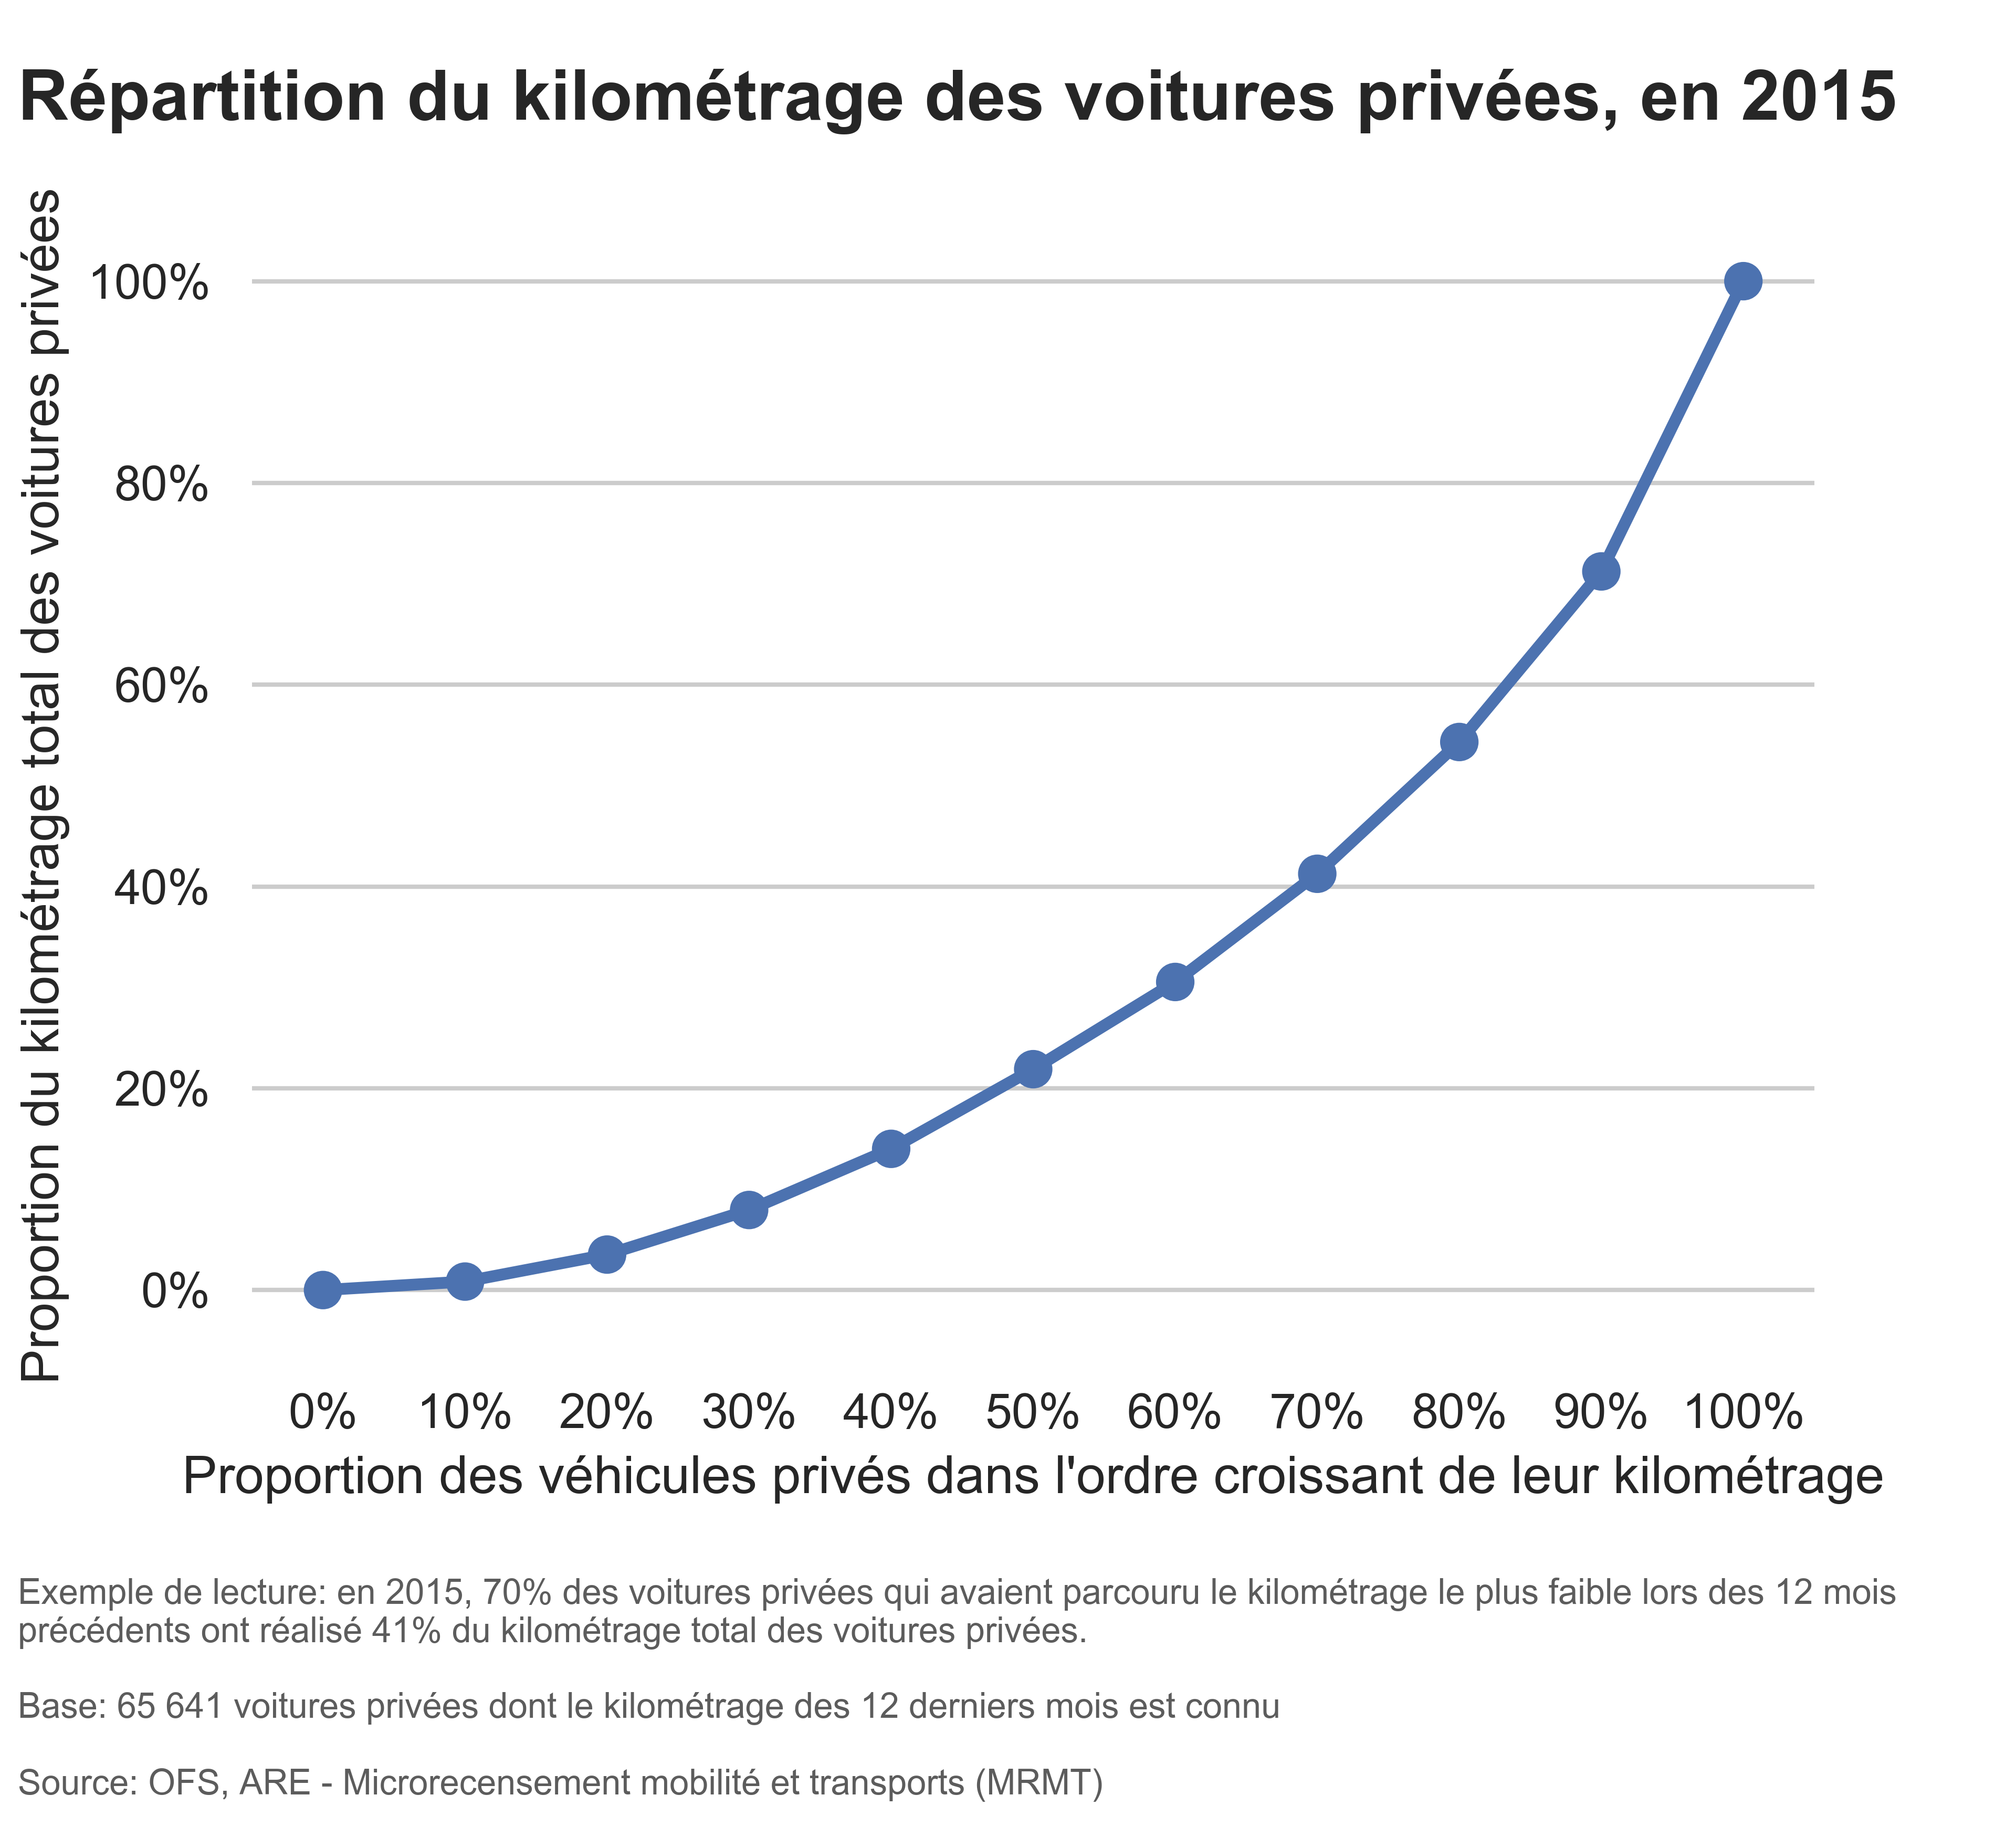 Répartition du kilométrage des voitures privées, en 2015
Proportion du kilométrage total des voitures privées
100%
80%
60%
40%
20%
0%
0% 10% 20% 30% 40% 50% 60% 70% 80% 90% 100%
Proportion des véhicules privés dans l'ordre croissant de leur kilométrage
Exemple de lecture: en 2015, 70% des voitures privées qui avaient parcouru le kilométrage le plus faible lors des 12 mois
précédents ont réalisé 41% du kilométrage total des voitures privées.
Base: 65 641 voitures privées dont le kilométrage des 12 derniers mois est connu
Source: OFS, ARE - Microrecensement mobilité et transports (MRMT)